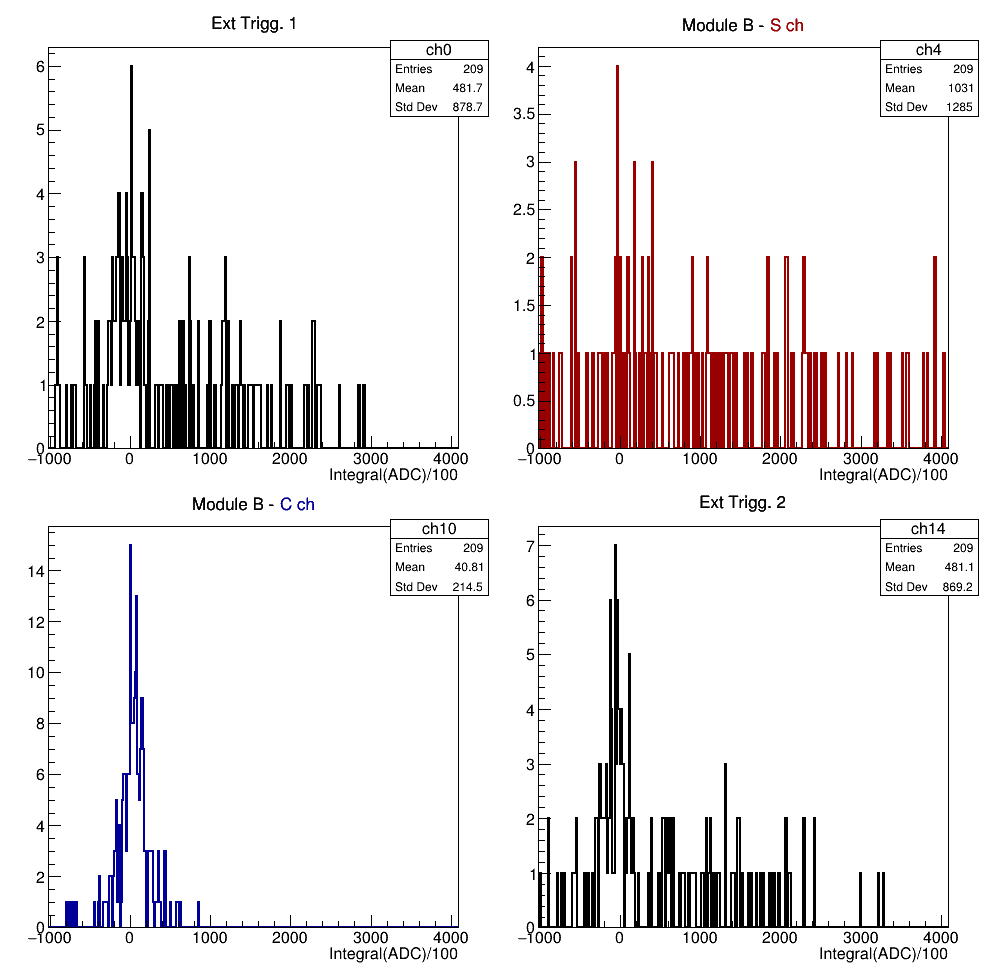 Ext Trigg. 1
ch0
Entries 209
Mean 481.7
Std Dev 878.7
6
5
4
3
2
1
0
−1000 0 1000 2000 3000 4000
Integral(ADC)/100
Module B - S ch
ch4
Entries 209
Mean 1031
Std Dev 1285
4
3.5
3
2.5
2
1.5
1
0.5
0
−1000 0 1000 2000 3000 4000
Integral(ADC)/100
Module B - C ch
ch10
Entries 209
Mean 40.81
Std Dev 214.5
14
12
10
8
6
4
2
0
−1000 0 1000 2000 3000 4000
Integral(ADC)/100
Ext Trigg. 2
ch14
Entries 209
Mean 481.1
Std Dev 869.2
7
6
5
4
3
2
1
0
−1000 0 1000 2000 3000 4000
Integral(ADC)/100